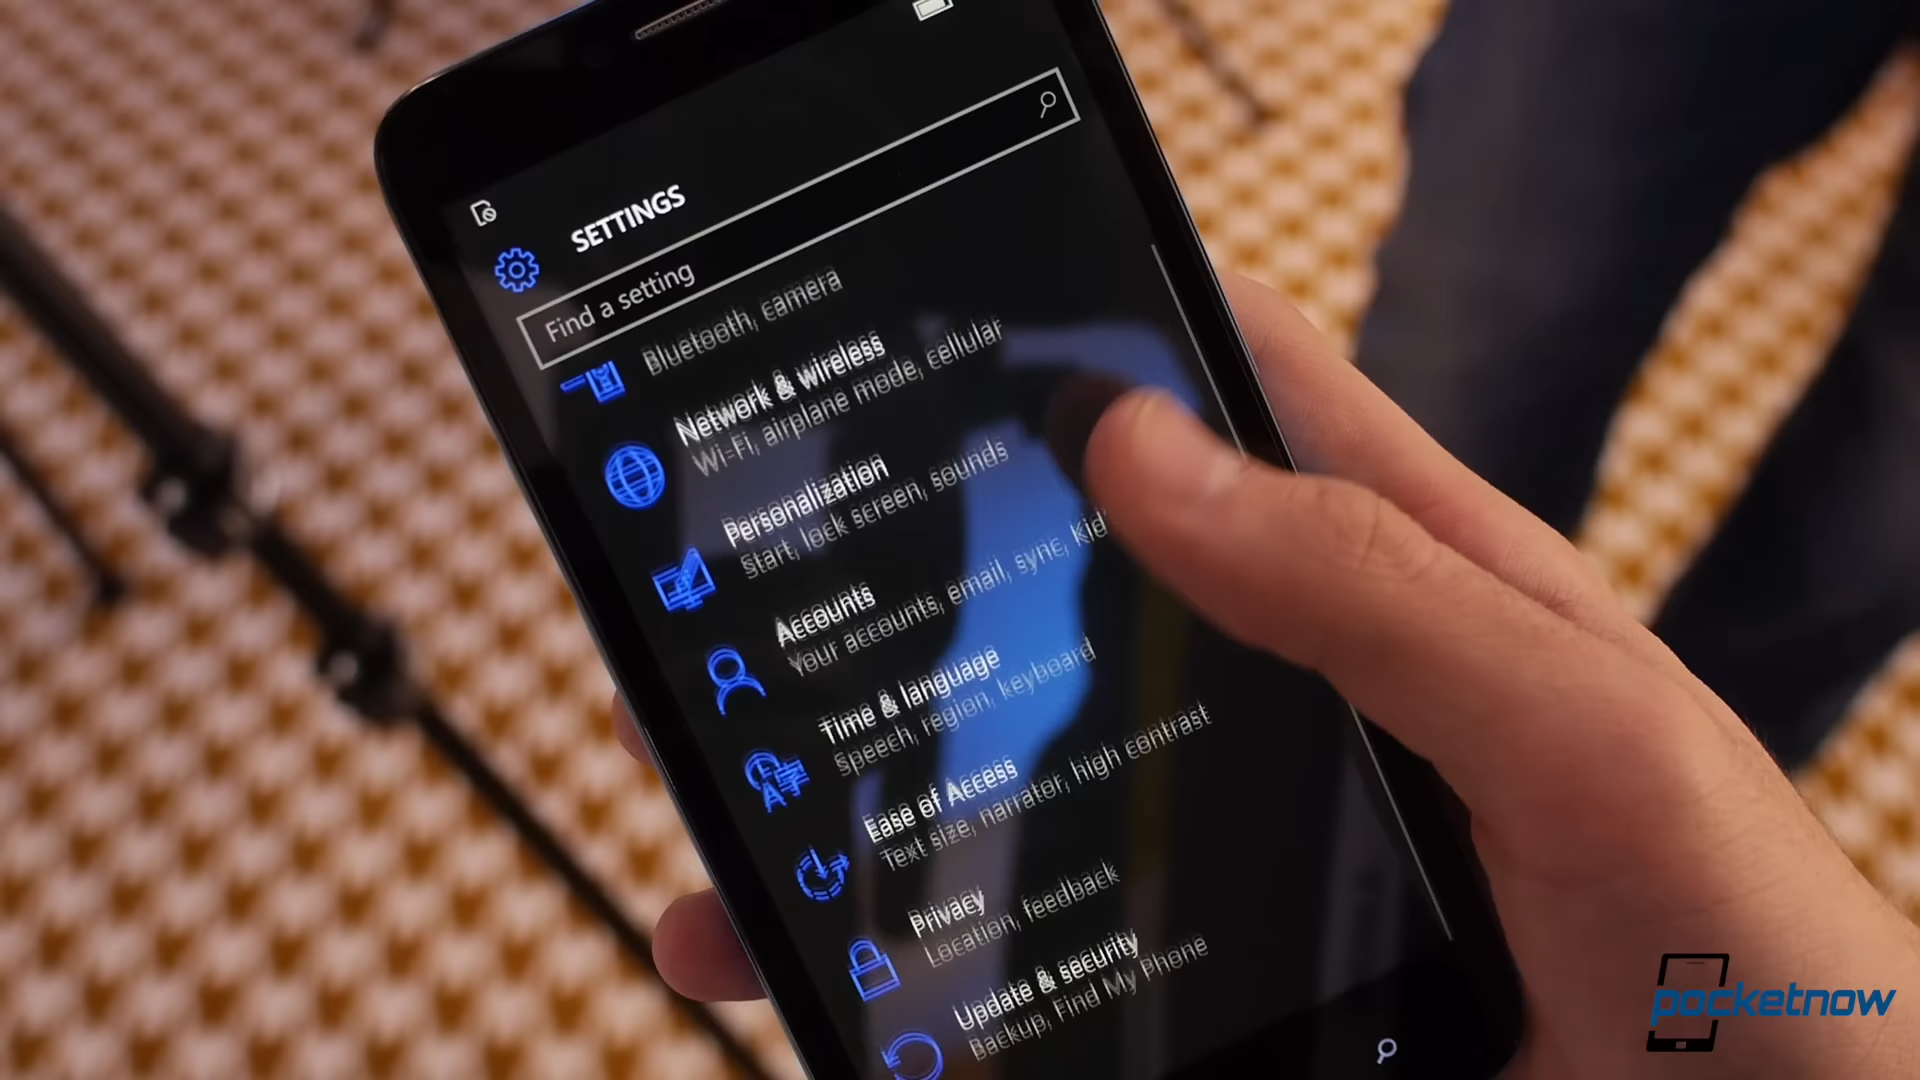 SETTINGS
Find a setting
Bluetooth, camera
Network & wireless
Wi-Fi, airplane mode, cellular
Personalization
Start, lock screen, sounds
Accounts
Your accounts, email, sync, Kid
Time & language
Speech, region, keyboard
Ease of Access
Text size, narrator, high contrast
Privacy
Location, feedback
Update & security
Backup, Find My Phone
pocketnow